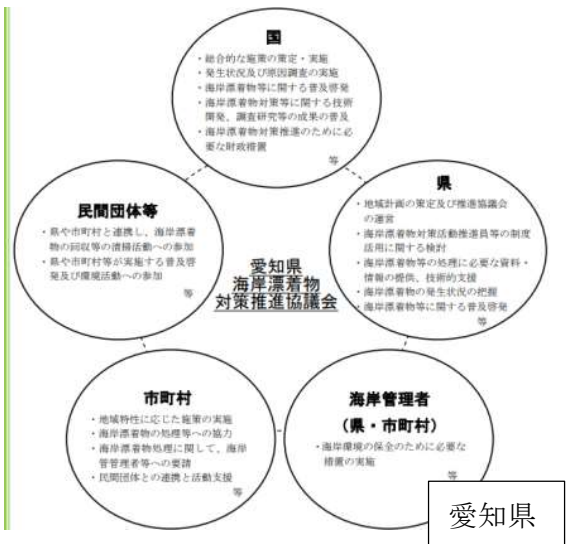 国
・総合的な施策の策定・実施
・発生状況及び原因調査の実施
・海岸漂着物等に関する普及啓発
・海岸漂着物対策等に関する技術
開発、調査研究等の成果の普及
・海岸漂着物対策推進のために必
要な財政措置
等
民間団体等
・県や市町村と連携し、海岸漂着
物の回収等の清掃活動への参加
・県や市町村等が実施する普及啓
発及び環境活動への参加
等
県
・地域計画の策定及び推進協議会
の運営
・海岸漂着物対策活動推進員等の制度
活用に関する検討
・海岸漂着物等の処理に必要な資料・
情報の提供、技術的支援
・海岸漂着物の発生状況の把握
・海岸漂着物等に関する普及啓発
等
愛知県
海岸漂着物
対策推進協議会
市町村
・地域特性に応じた施策の実施
・海岸漂着物の処理等への協力
・海岸漂着物処理に関して、海岸
管管理者等への要請
・民間団体との連携と活動支援
等
海岸管理者
(県・市町村)
・海岸環境の保全のために必要な
措置の実施
等
愛知県